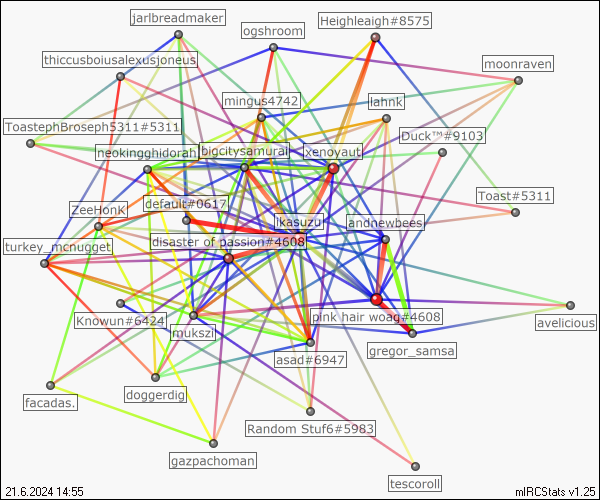 jarlbreadmaker
ogshroom
Heighleaigh#8575
thiccusboiusalexusjoneus
moonraven
mingus4742
lahnk
ToastephBroseph5311#5311
Duck™#9103
neokingghidorah
bigcitysamurai
xenoyaut
Toast#5311
default#0617
ZeeHonK
ikasuzu
andnewbees
turkey_mcnugget
disaster of passion#4608
Knowun#6424
pink hair woag#4608
avelicious
mukszi
gregor_samsa
asad#6947
facadas.
doggerdig
Random Stuf6#5983
gazpachoman
tescoroll
21.6.2024 14:55
mIRCStats v1.25